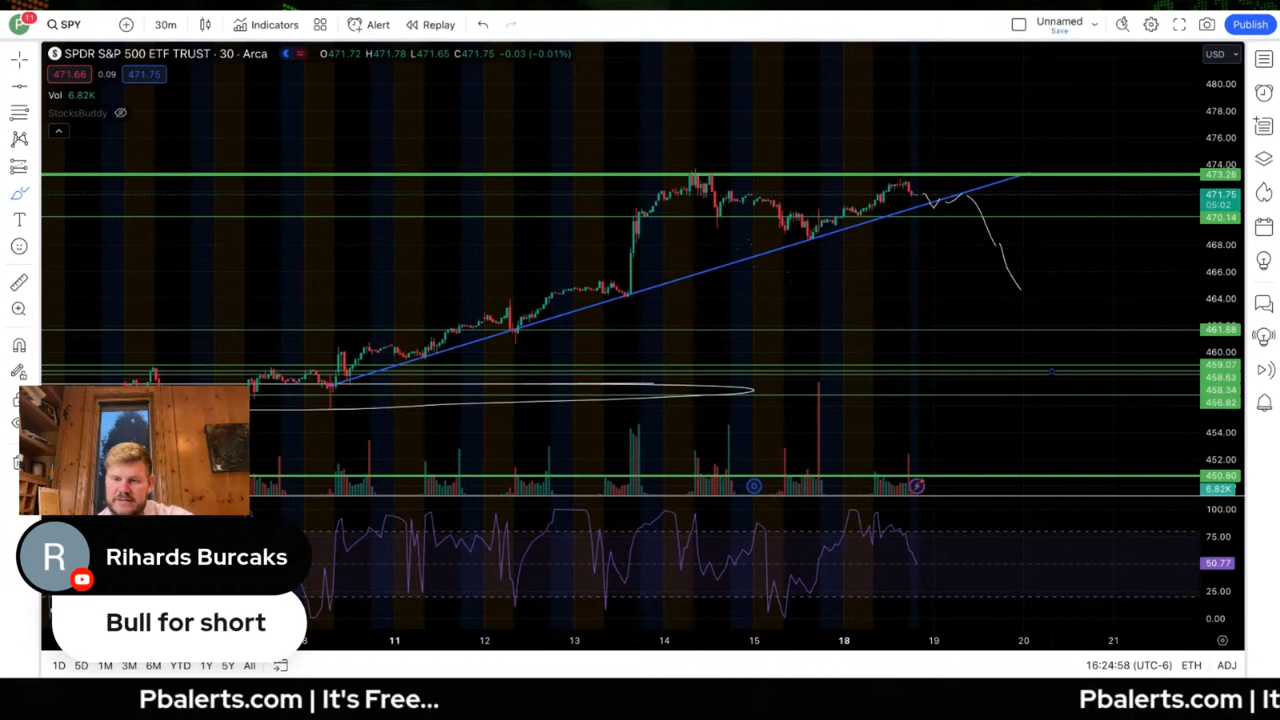 P 11 SPY 30m Indicators Alert Replay Unnamed Save Publish
SPDR S&P 500 ETF TRUST · 30 · Arca O471.72 H471.78 L471.65 C471.75 −0.03 (−0.01%) USD
471.66 0.09 471.75
Vol 6.82K
StocksBuddy
480.00
478.00
476.00
474.00
473.28
471.75
05:02
470.14
468.00
466.00
464.00
461.68
460.00
459.07
458.63
458.34
456.82
454.00
452.00
450.80
6.82K
100.00
75.00
50.77
25.00
0.00
D
R Rihards Burcaks
Bull for short
11 12 13 14 15 18 19 20 21
1D 5D 1M 3M 6M YTD 1Y 5Y All 16:24:58 (UTC-6) ETH ADJ
Pbalerts.com | It's Free... Pbalerts.com | It